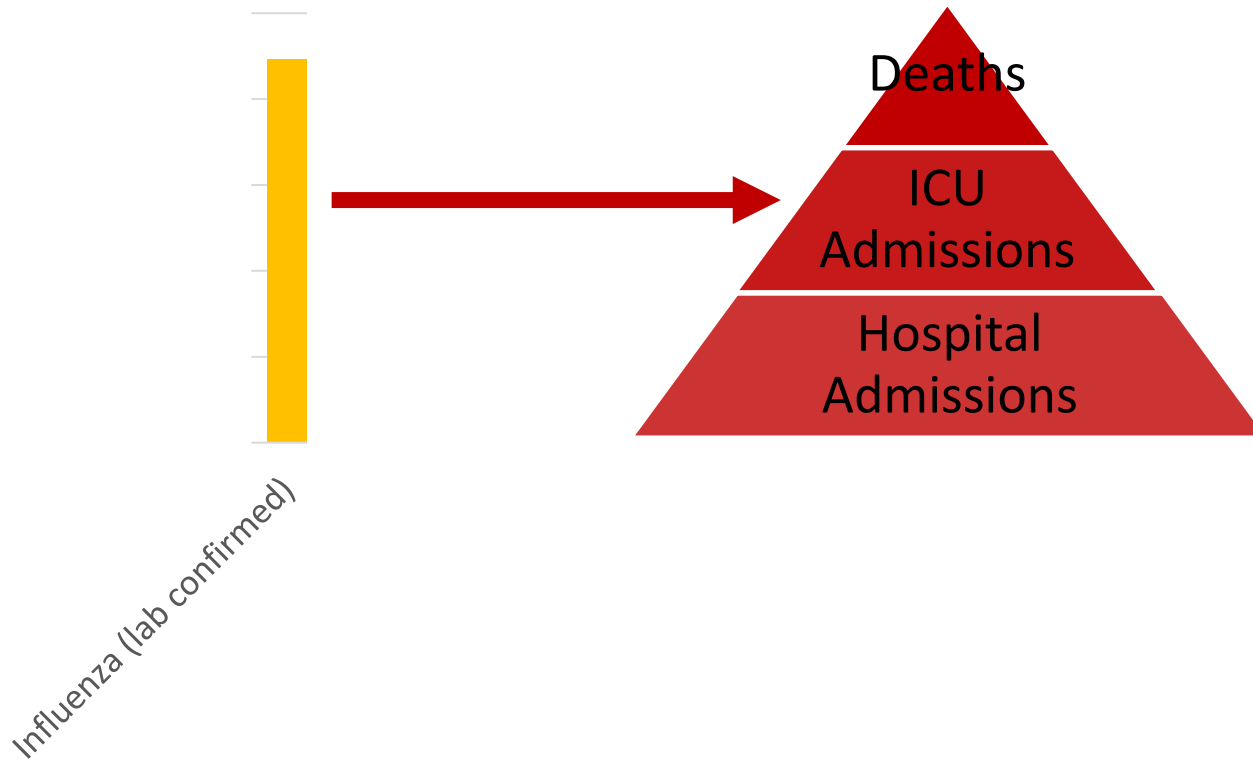 Deaths
ICU
Admissions
Hospital
Admissions
Influenza (lab confirmed)